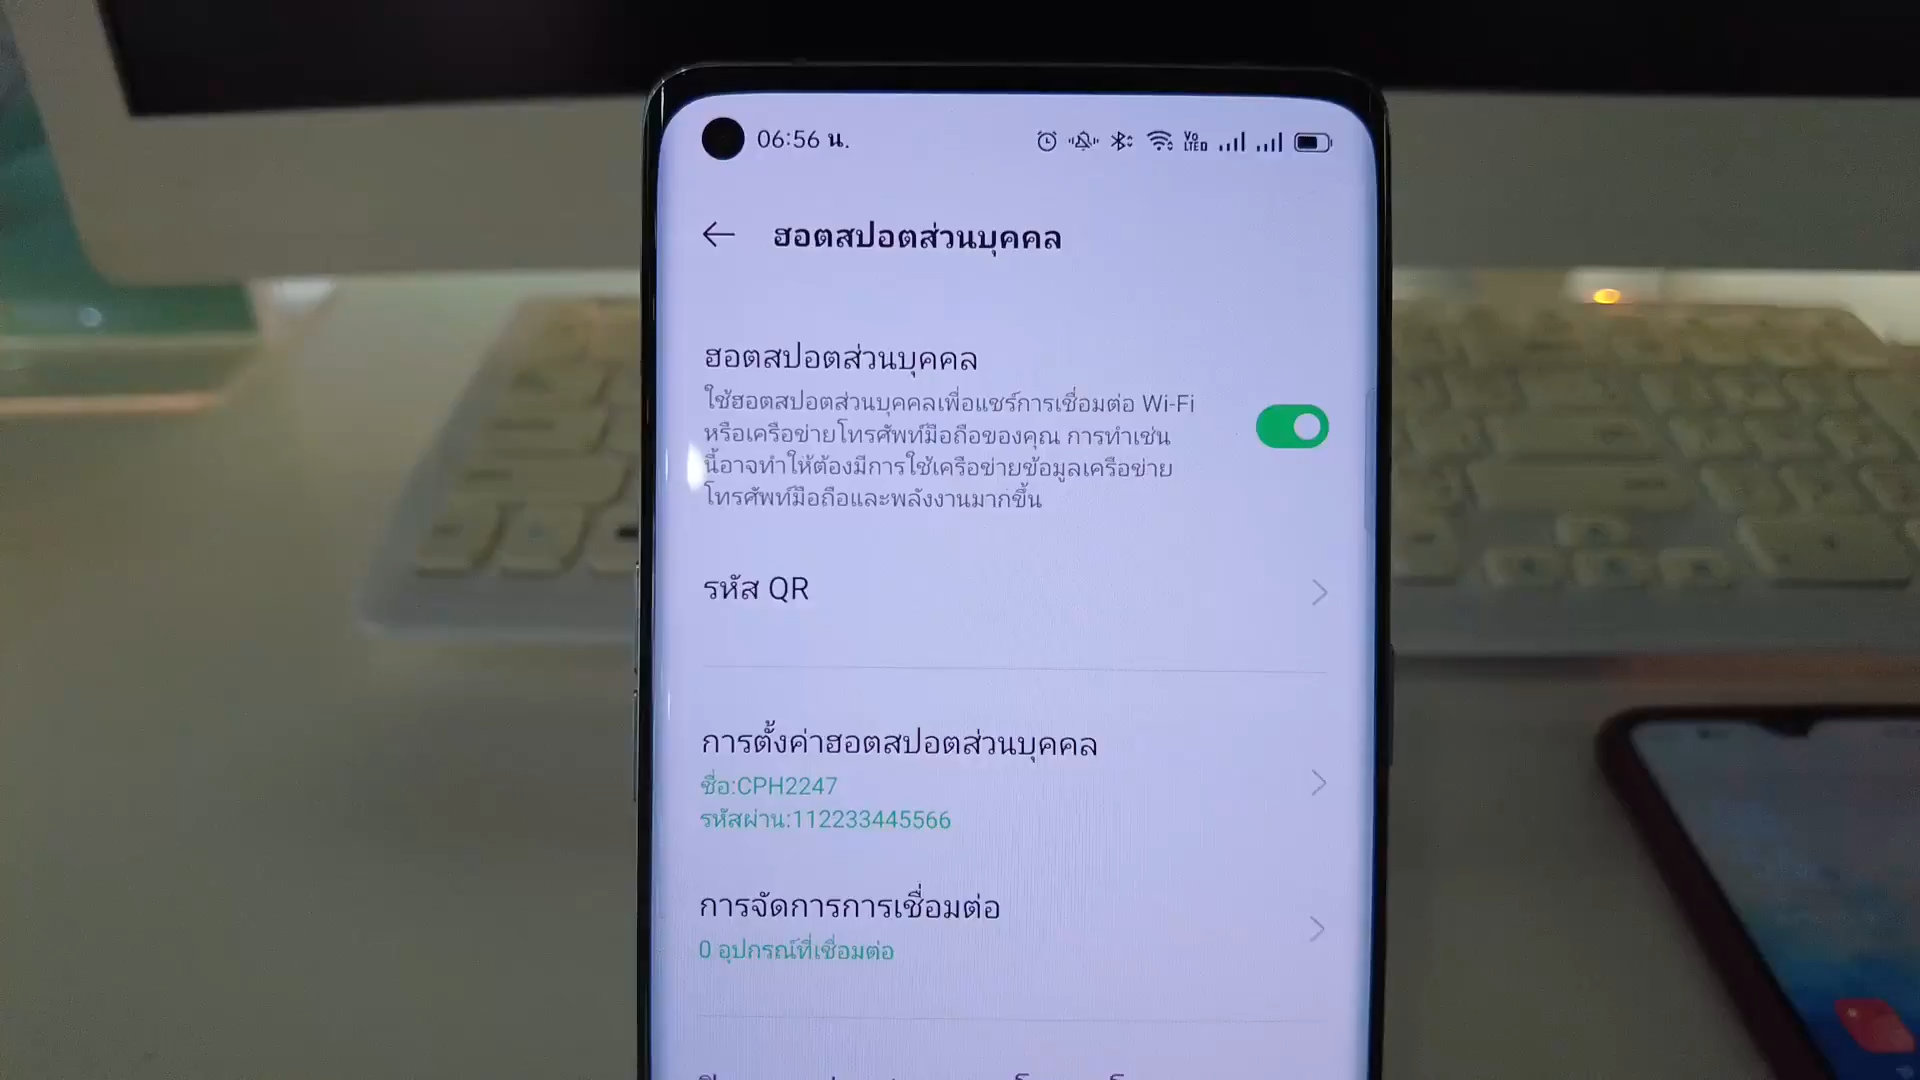 06:56 น.
VO LTED
ฮอตสปอตส่วนบุคคล
ฮอตสปอตส่วนบุคคล
ใช้ฮอตสปอตส่วนบุคคลเพื่อแชร์การเชื่อมต่อ Wi-Fi
หรือเครือข่ายโทรศัพท์มือถือของคุณ การทำเช่น
นี้อาจทำให้ต้องมีการใช้เครือข่ายข้อมูลเครือข่าย
โทรศัพท์มือถือและพลังงานมากขึ้น
รหัส QR
การตั้งค่าฮอตสปอตส่วนบุคคล
ชื่อ:CPH2247
รหัสผ่าน:112233445566
การจัดการการเชื่อมต่อ
0 อุปกรณ์ที่เชื่อมต่อ